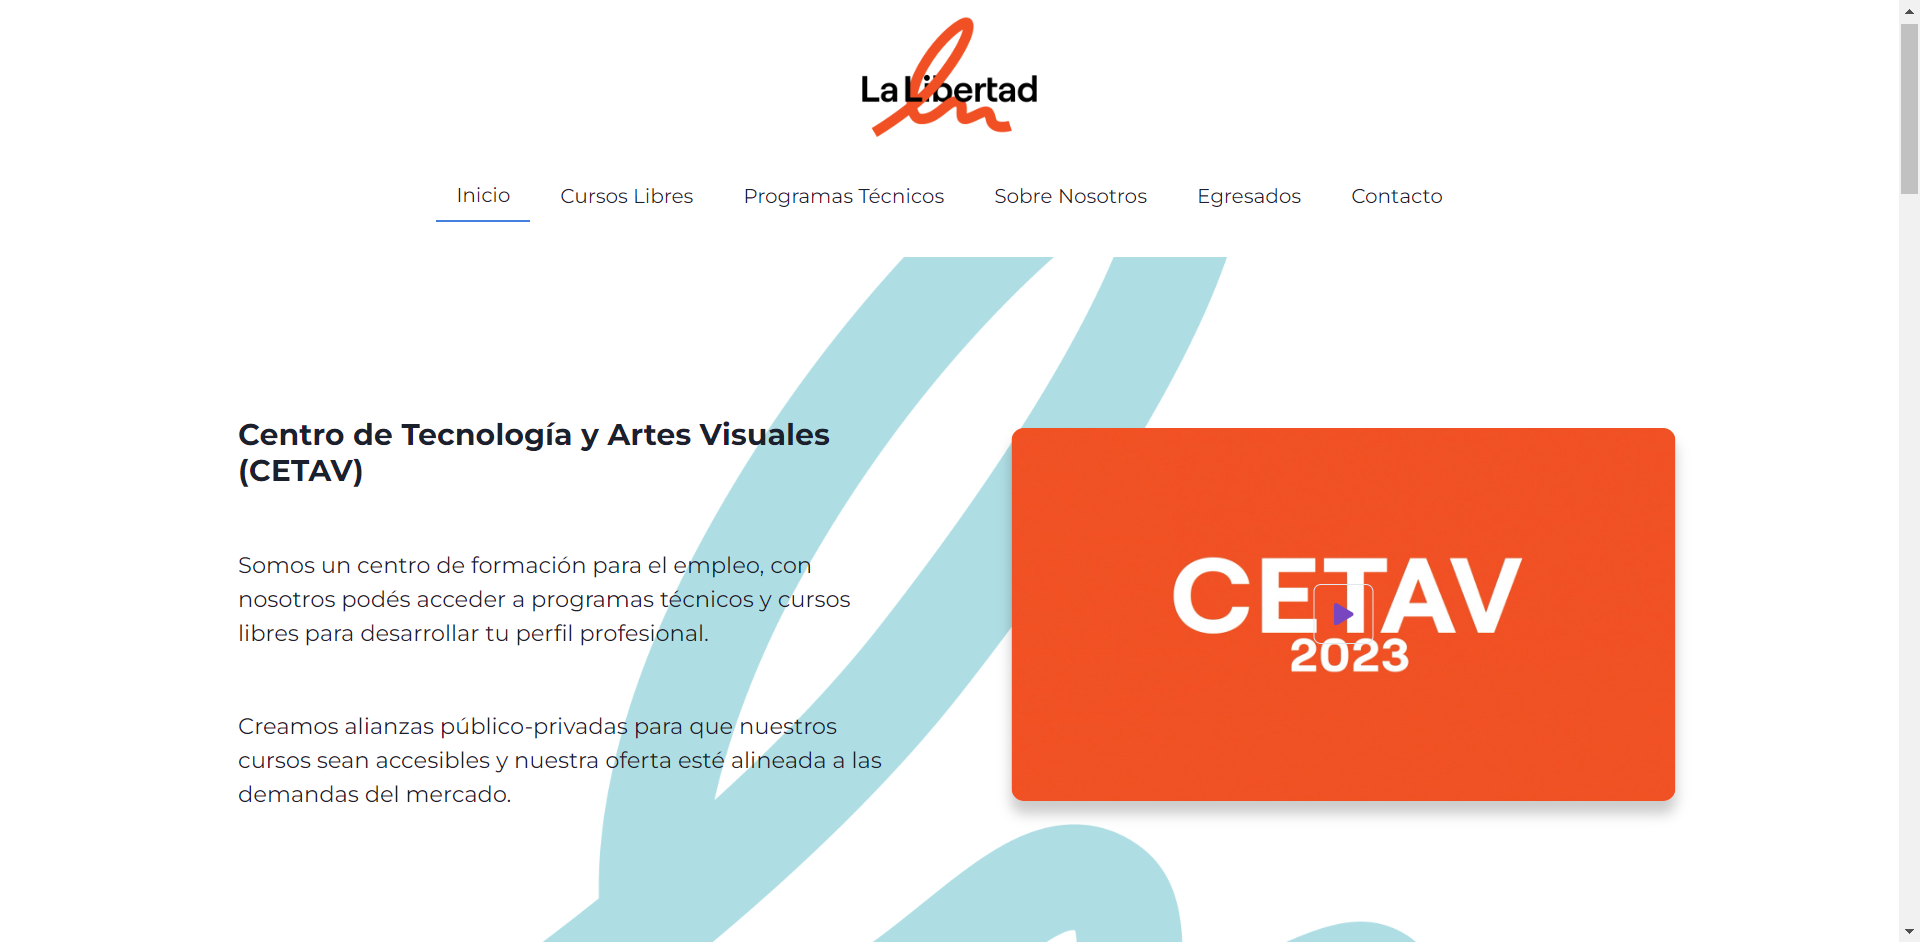 La Libertad
Inicio
Cursos Libres
Programas Técnicos
Sobre Nosotros
Egresados
Contacto
Centro de Tecnología y Artes Visuales
(CETAV)
Somos un centro de formación para el empleo, con
nosotros podés acceder a programas técnicos y cursos
libres para desarrollar tu perfil profesional.
Creamos alianzas público-privadas para que nuestros
cursos sean accesibles y nuestra oferta esté alineada a las
demandas del mercado.
CETAV
2023